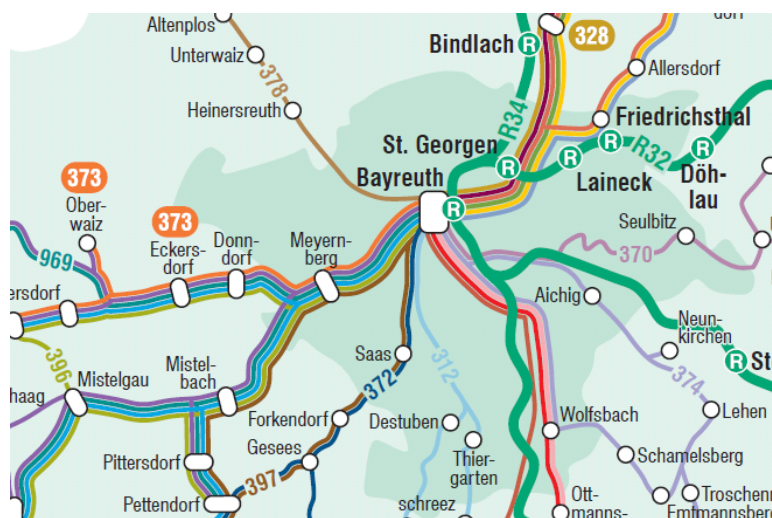 dorf
Altenplos
Bindlach R
328
Unterwaiz
378
Allersdorf
Heinersreuth
R34
Friedrichsthal
St. Georgen
R
R
R
R32
R
Bayreuth
Laineck
Döh-
lau
373
Ober-
waiz
373
R
Eckers-
dorf
Donn-
dorf
Meyern-
berg
Seulbitz
370
969
ersdorf
Aichig
Neun-
kirchen
396
Saas
312
R
St
Mistelgau
Mistel-
bach
372
374
haag
Forkendorf
Destuben
Wolfsbach
Lehen
Gesees
Thier-
garten
Schamelsberg
Pittersdorf
397
Pettendorf
schreez
Ott-
manns-
Troschenr
Emtmannsberg